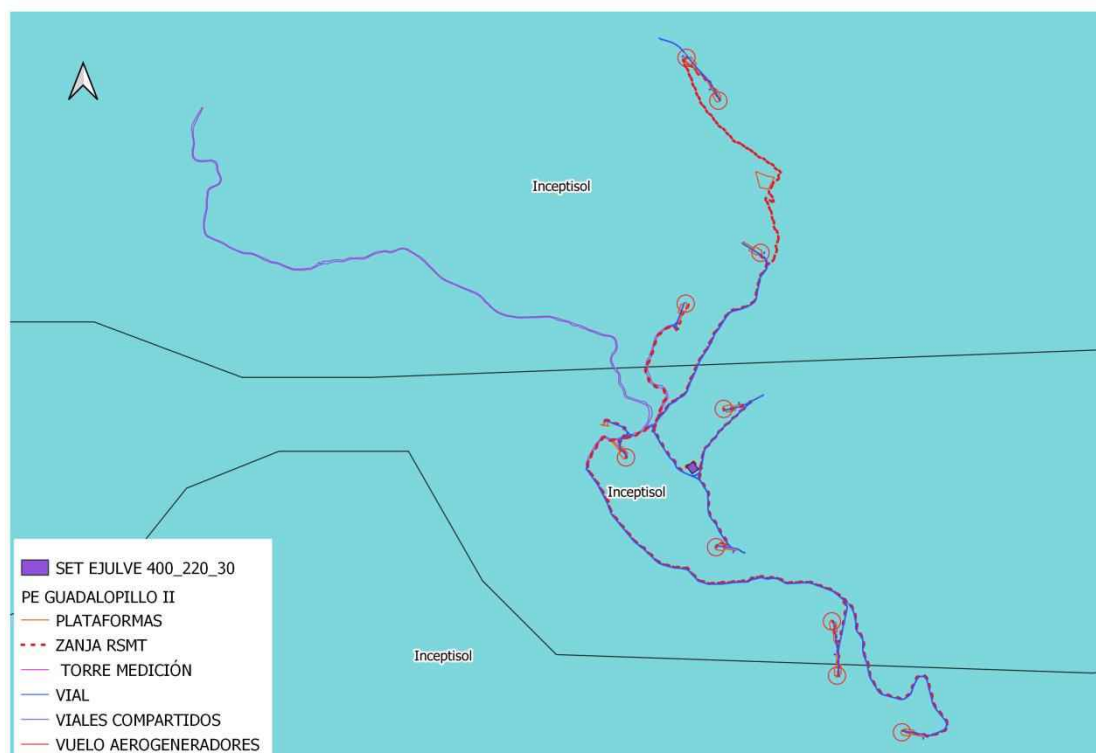 Inceptisol
Inceptisol
Inceptisol
SET EJULVE 400_220_30
PE GUADALOPILLO II
PLATAFORMAS
ZANJA RSMT
TORRE MEDICIÓN
VIAL
VIALES COMPARTIDOS
VUELO AEROGENERADORES